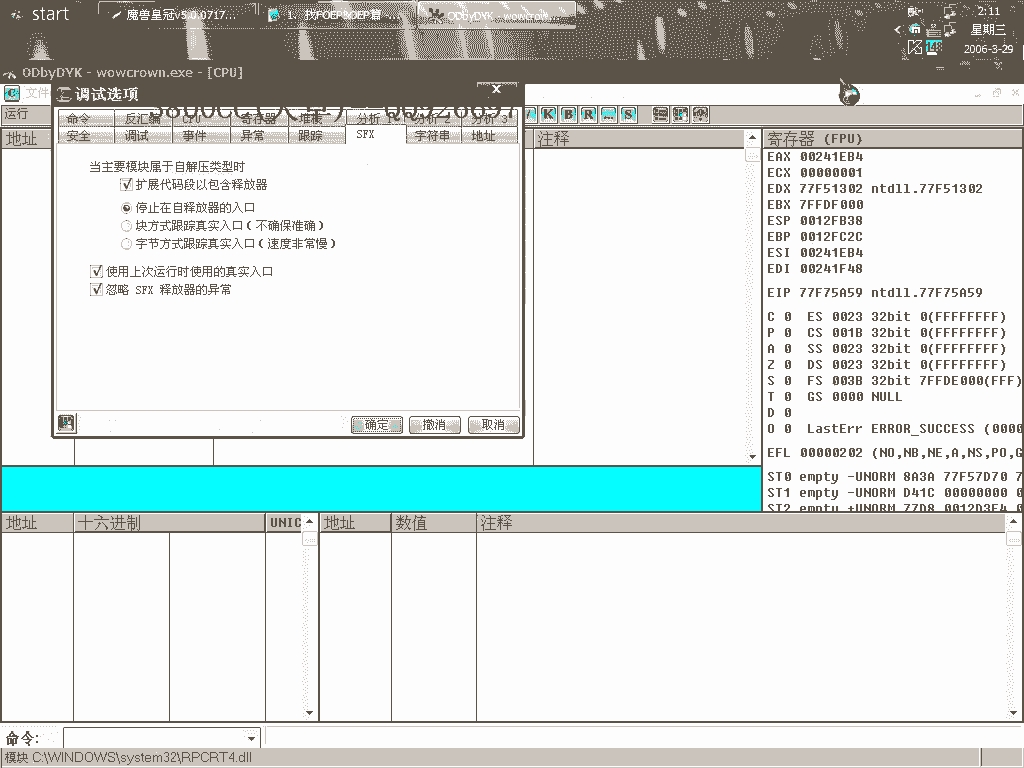 start
魔兽皇冠v5.0.0717...
1. 找FOEP&OEP篇 -...
ODbyDYK - wowcrown...
2:11
星期三
2006-3-29
ODbyDYK - wowcrown.exe - [CPU]
文件
调试选项
运行
命令 反汇编 CPU 寄存器 堆栈 分析 1 分析 2 分析 3
安全 调试 事件 异常 跟踪 SFX 字符串 地址
当主要模块属于自解压类型时
扩展代码段以包含释放器
停止在自释放器的入口
块方式跟踪真实入口(不确保准确)
字节方式跟踪真实入口(速度非常慢)
使用上次运行时使用的真实入口
忽略 SFX 释放器的异常
确定 撤消 取消
K B R ... S
地址
注释
寄存器 (FPU)
EAX 00241EB4
ECX 00000001
EDX 77F51302 ntdll.77F51302
EBX 7FFDF000
ESP 0012FB38
EBP 0012FC2C
ESI 00241EB4
EDI 00241F48
EIP 77F75A59 ntdll.77F75A59
C 0 ES 0023 32bit 0(FFFFFFFF)
P 0 CS 001B 32bit 0(FFFFFFFF)
A 0 SS 0023 32bit 0(FFFFFFFF)
Z 0 DS 0023 32bit 0(FFFFFFFF)
S 0 FS 003B 32bit 7FFDE000(FFF)
T 0 GS 0000 NULL
D 0
O 0 LastErr ERROR_SUCCESS (0000
EFL 00000202 (NO,NB,NE,A,NS,PO,G
ST0 empty -UNORM 8A3A 77F57D70 7
ST1 empty -UNORM D41C 00000000 0
ST2 empty +UNORM 77D8 0012D3F4 0
地址 十六进制 UNIC
地址 数值 注释
命令:
模块 C:\WINDOWS\system32\RPCRT4.dll